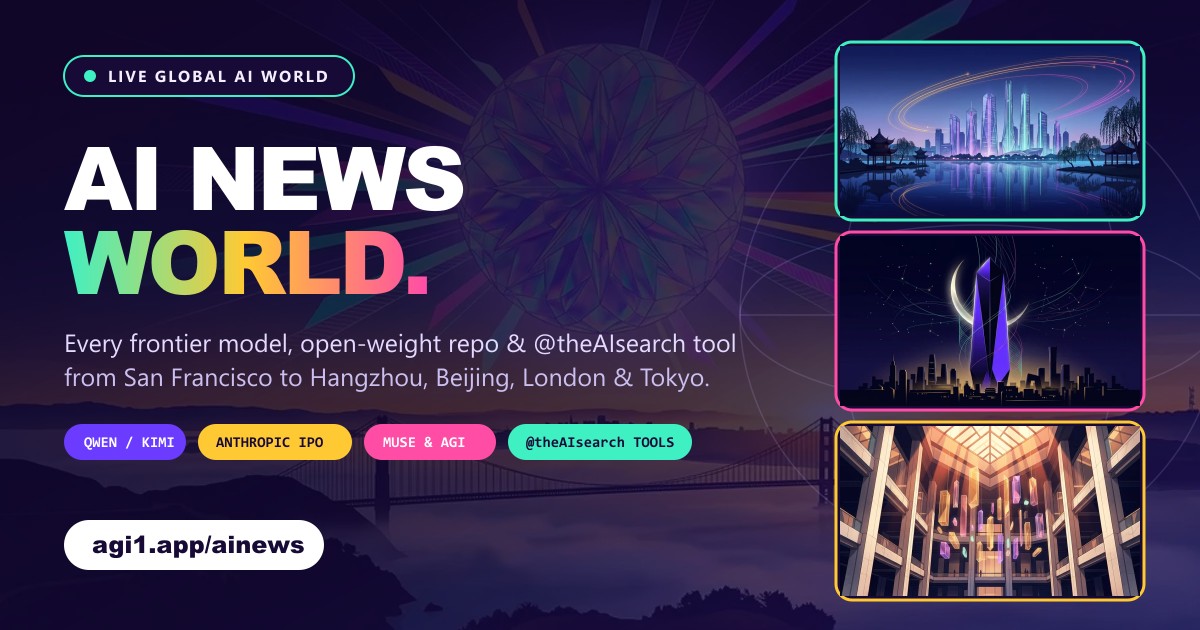 LIVE GLOBAL AI WORLD
AI NEWS
WORLD.
Every frontier model, open-weight repo & @theAIsearch tool
from San Francisco to Hangzhou, Beijing, London & Tokyo.
QWEN / KIMI
ANTHROPIC IPO
MUSE & AGI
@theAIsearch TOOLS
agi1.app/ainews